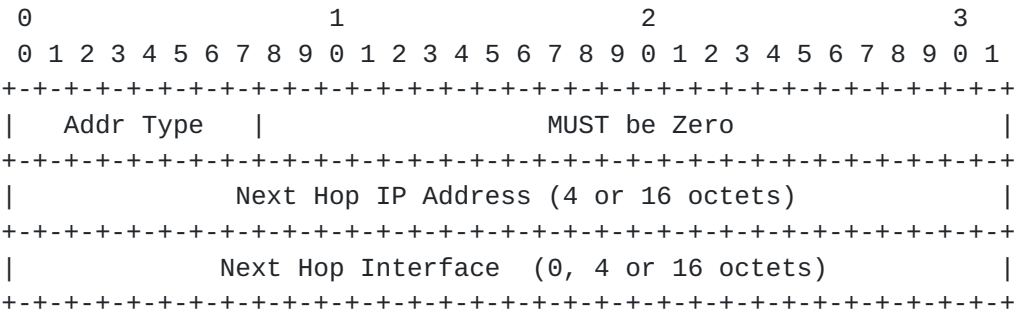 0                   1                   2                   3
 0 1 2 3 4 5 6 7 8 9 0 1 2 3 4 5 6 7 8 9 0 1 2 3 4 5 6 7 8 9 0 1
+-+-+-+-+-+-+-+-+-+-+-+-+-+-+-+-+-+-+-+-+-+-+-+-+-+-+-+-+-+-+-+-+
|   Addr Type   |                  MUST be Zero                 |
+-+-+-+-+-+-+-+-+-+-+-+-+-+-+-+-+-+-+-+-+-+-+-+-+-+-+-+-+-+-+-+-+
|              Next Hop IP Address (4 or 16 octets)             |
+-+-+-+-+-+-+-+-+-+-+-+-+-+-+-+-+-+-+-+-+-+-+-+-+-+-+-+-+-+-+-+-+
|             Next Hop Interface  (0, 4 or 16 octets)           |
+-+-+-+-+-+-+-+-+-+-+-+-+-+-+-+-+-+-+-+-+-+-+-+-+-+-+-+-+-+-+-+-+